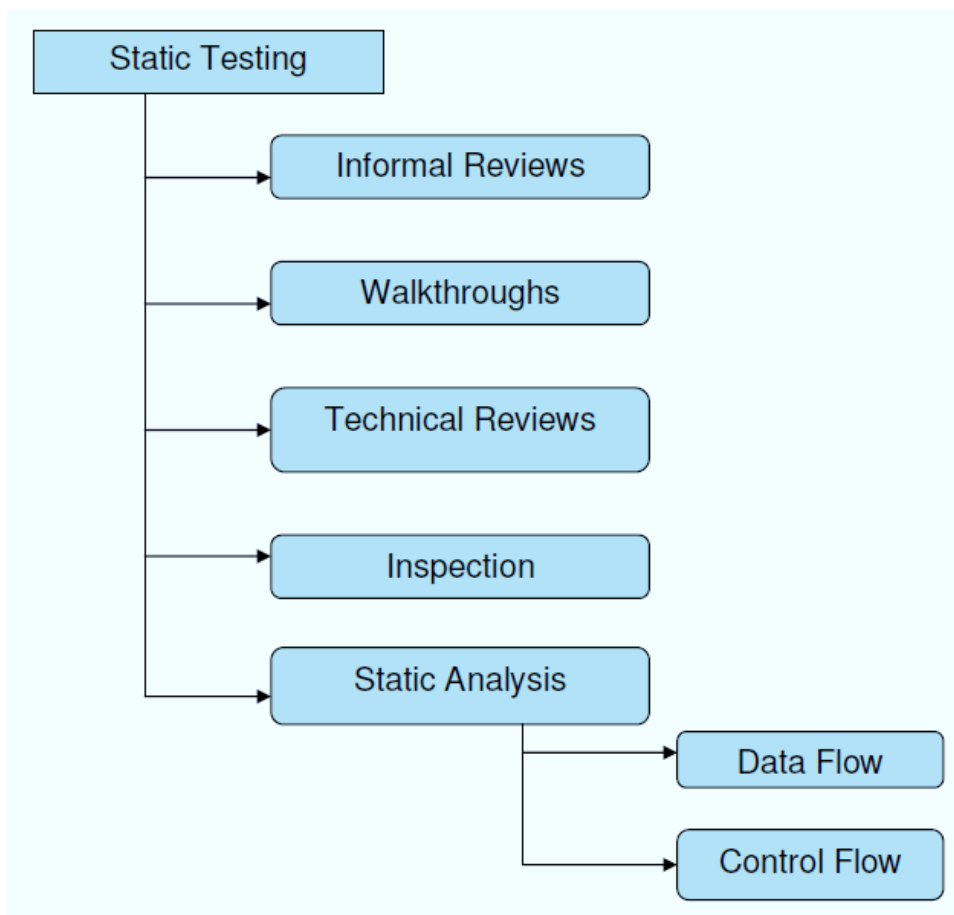 Static Testing
Informal Reviews
Walkthroughs
Technical Reviews
Inspection
Static Analysis
Data Flow
Control Flow